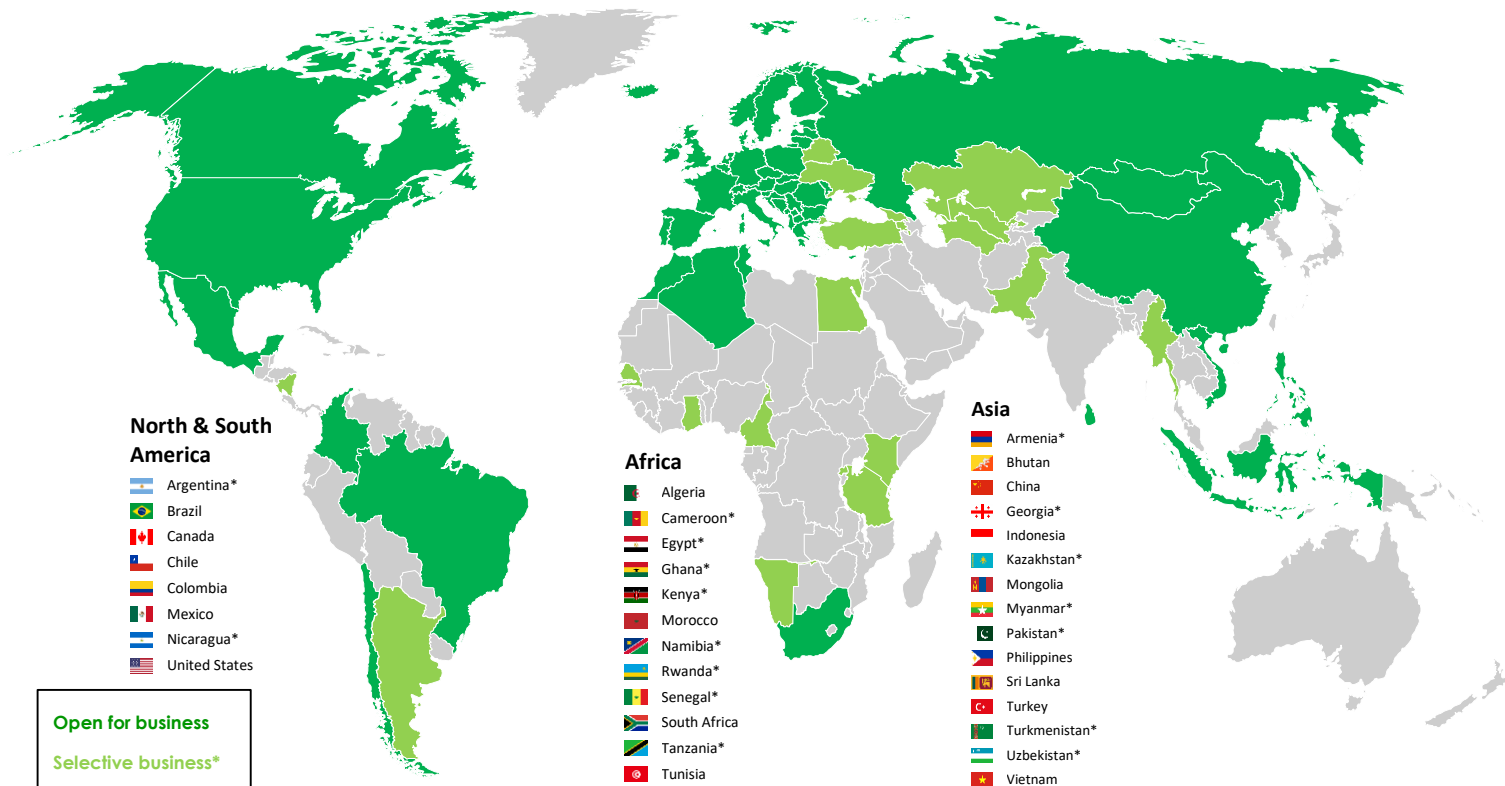 North & South
America
Argentina*
Brazil
Canada
Chile
Colombia
Mexico
Nicaragua*
United States
Open for business
Selective business*
Africa
Algeria
Cameroon*
Egypt*
Ghana*
Kenya*
Morocco
Namibia*
Rwanda*
Senegal*
South Africa
Tanzania*
Tunisia
Asia
Armenia*
Bhutan
China
Georgia*
Indonesia
Kazakhstan*
Mongolia
Myanmar*
Pakistan*
Philippines
Sri Lanka
Turkey
Turkmenistan*
Uzbekistan*
Vietnam